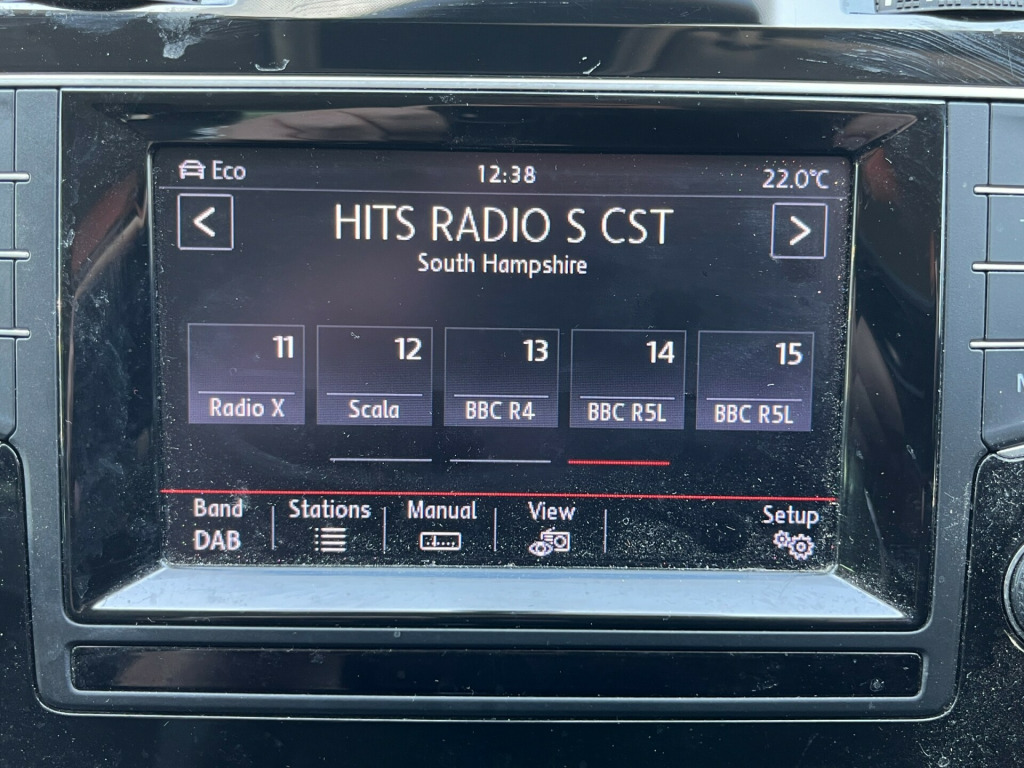 Eco 12:38 22.0°C
< HITS RADIO S CST >
South Hampshire
11 12 13 14 15
Radio X Scala BBC R4 BBC R5L BBC R5L
Band Stations Manual View Setup
DAB